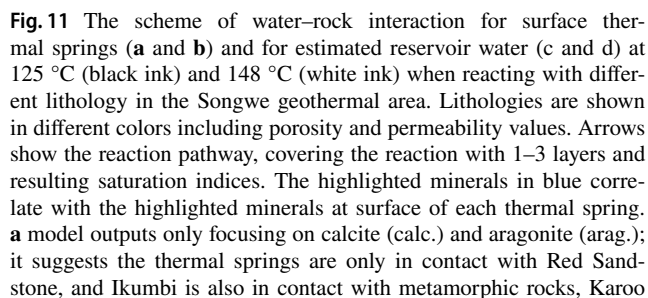 Fig. 11 The scheme of water–rock interaction for surface ther-
mal springs (a and b) and for estimated reservoir water (c and d) at
125 °C (black ink) and 148 °C (white ink) when reacting with differ-
ent lithology in the Songwe geothermal area. Lithologies are shown
in different colors including porosity and permeability values. Arrows
show the reaction pathway, covering the reaction with 1–3 layers and
resulting saturation indices. The highlighted minerals in blue corre-
late with the highlighted minerals at surface of each thermal spring.
a model outputs only focusing on calcite (calc.) and aragonite (arag.);
it suggests the thermal springs are only in contact with Red Sand-
stone, and Ikumbi is also in contact with metamorphic rocks, Karoo